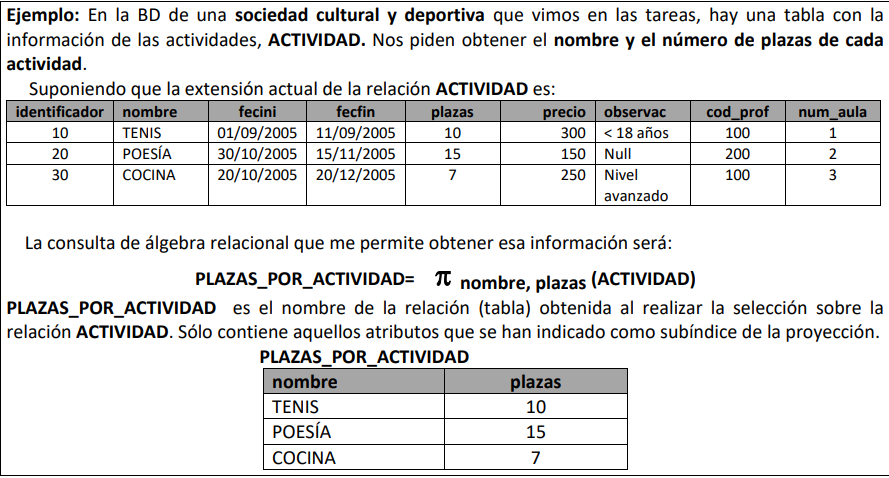 Ejemplo: En la BD de una sociedad cultural y deportiva que vimos en las tareas, hay una tabla con la
información de las actividades, ACTIVIDAD. Nos piden obtener el nombre y el número de plazas de cada
actividad.
Suponiendo que la extensión actual de la relación ACTIVIDAD es:
identificador nombre fecini fecfin plazas precio observac cod_prof num_aula
10 TENIS 01/09/2005 11/09/2005 10 300 < 18 años 100 1
20 POESÍA 30/10/2005 15/11/2005 15 150 Null 200 2
30 COCINA 20/10/2005 20/12/2005 7 250 Nivel 100 3
avanzado
La consulta de álgebra relacional que me permite obtener esa información será:
PLAZAS_POR_ACTIVIDAD= π nombre, plazas (ACTIVIDAD)
PLAZAS_POR_ACTIVIDAD es el nombre de la relación (tabla) obtenida al realizar la selección sobre la
relación ACTIVIDAD. Sólo contiene aquellos atributos que se han indicado como subíndice de la proyección.
PLAZAS_POR_ACTIVIDAD
nombre plazas
TENIS 10
POESÍA 15
COCINA 7